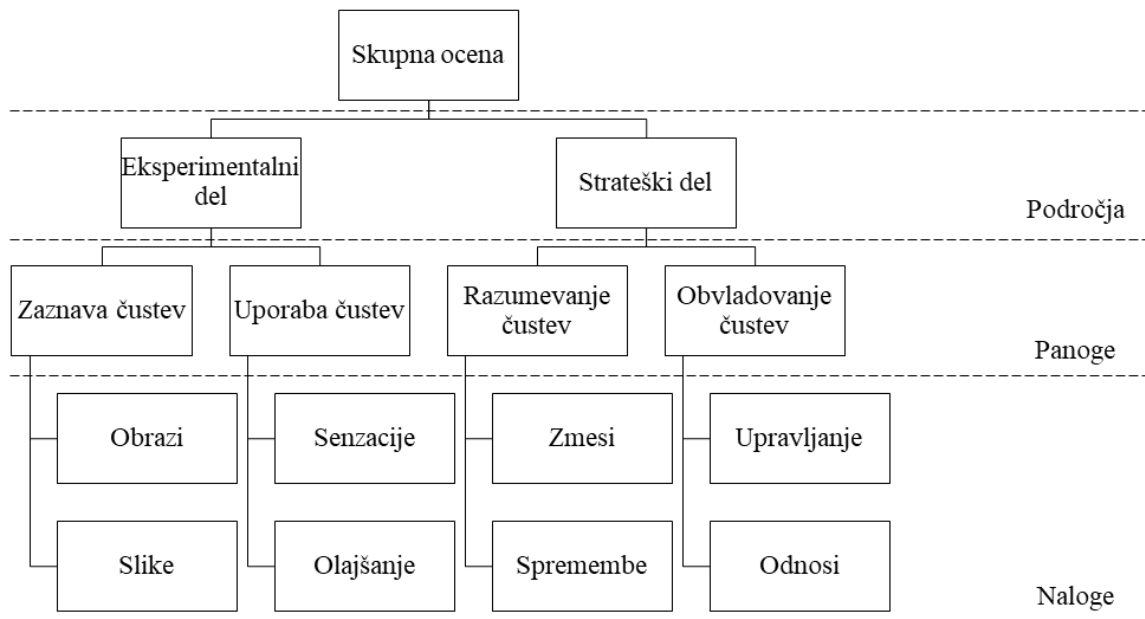 Skupna ocena
Eksperimentalni
del
Strateški del
Področja
Zaznava čustev
Uporaba čustev
Razumevanje
čustev
Obvladovanje
čustev
Panoge
Obrazi
Senzacije
Zmesi
Upravljanje
Slike
Olajšanje
Spremembe
Odnosi
Naloge